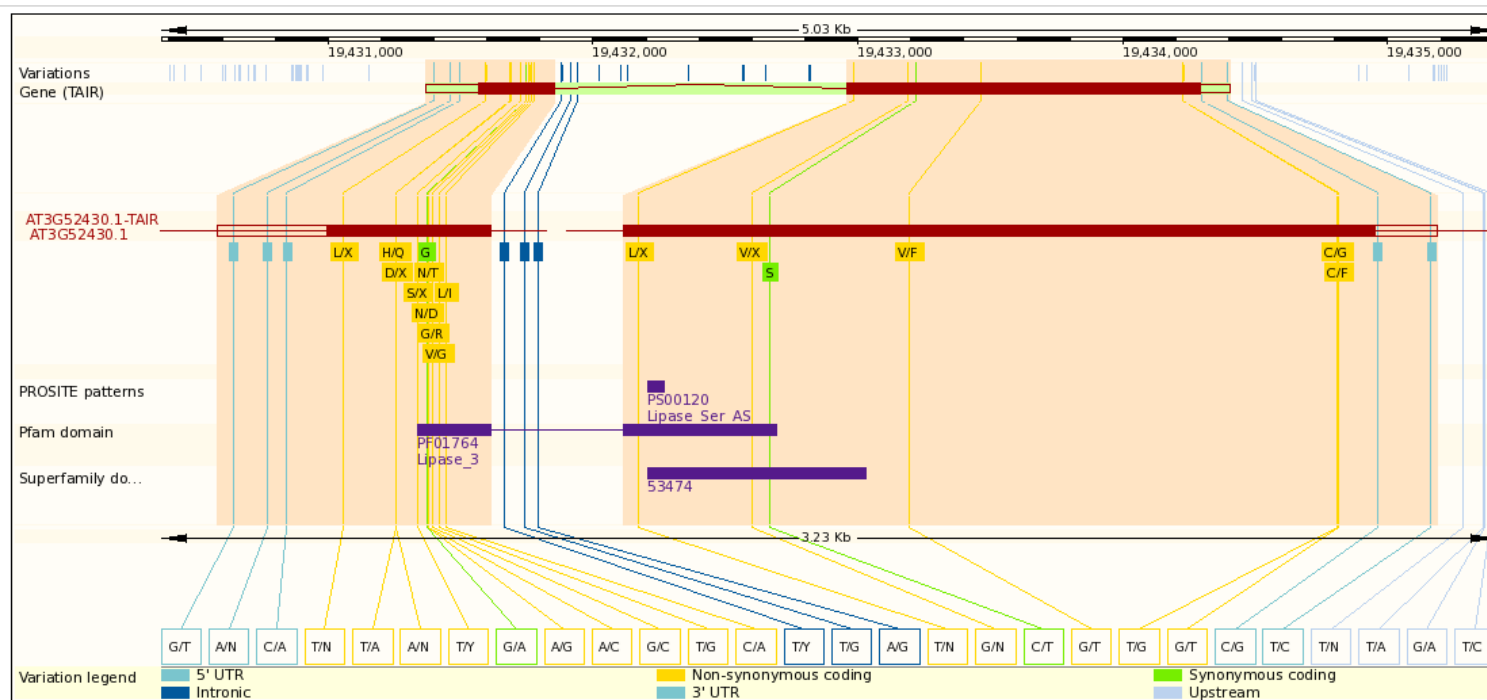 5.03 Kb
19,431,000 19,432,000 19,433,000 19,434,000 19,435,000
Variations
Gene (TAIR)
AT3G52430.1-TAIR
AT3G52430.1
L/X H/Q G L/X V/X V/F C/G
D/X N/T S C/F
S/X L/I
N/D
G/R
V/G
PROSITE patterns
PS00120
Lipase_Ser_AS
Pfam domain
PF01764
Lipase_3
Superfamily do...
53474
3.23 Kb
G/T A/N C/A T/N T/A A/N T/Y G/A A/G A/C G/C T/G C/A T/Y T/G A/G T/N G/N C/T G/T T/G G/T C/G T/C T/N T/A G/A T/C
Variation legend 5' UTR Non-synonymous coding Synonymous coding
Intronic 3' UTR Upstream